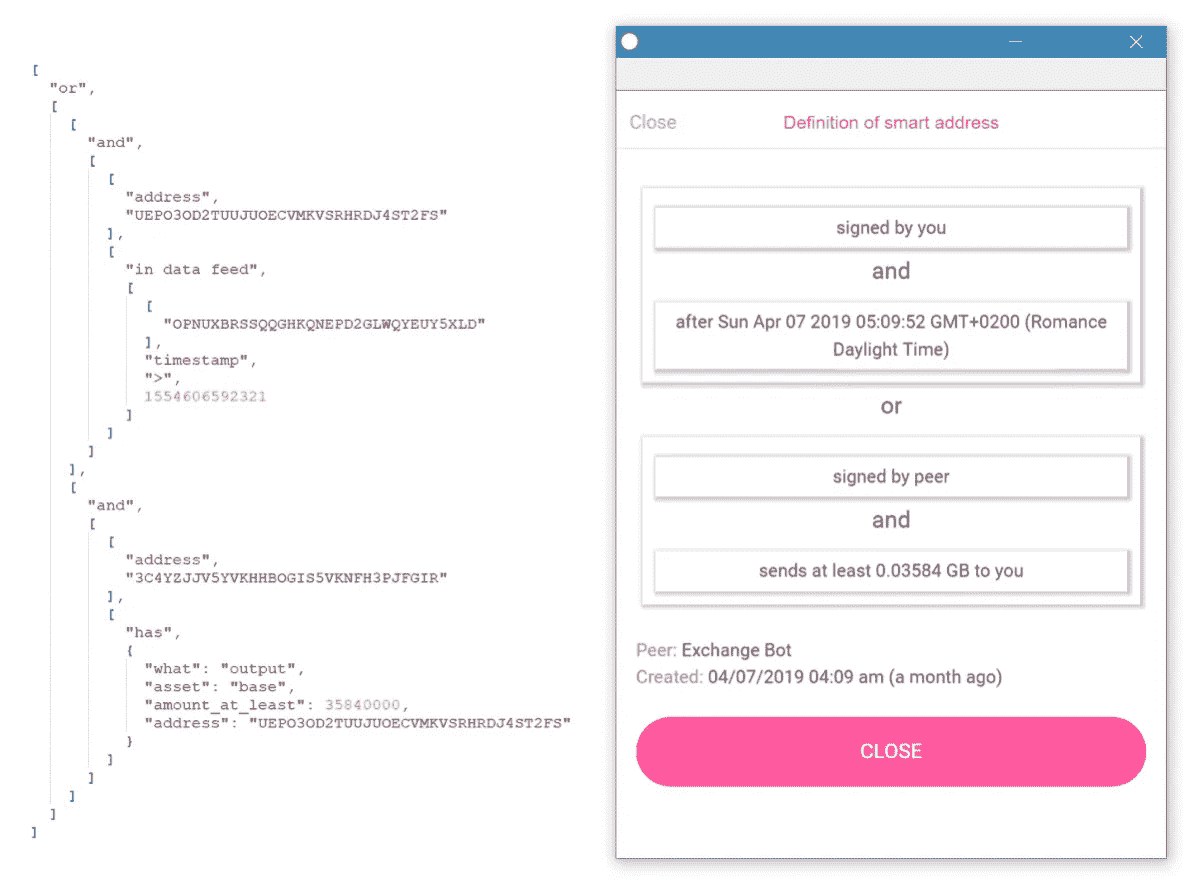 [
"or",
[
[
"and",
[
[
"address",
"UEPO3OD2TUUJUOECVMKVSRHRDJ4ST2FS"
],
[
"in data feed",
[
[
"OPNUXBRSSQQGHKQNEPD2GLWQYEUY5XLD"
],
"timestamp",
">",
1554606592321
]
]
]
],
[
"and",
[
[
"address",
"3C4YZJJV5YVKHHBOGIS5VKNFH3PJFGIR"
],
[
"has",
{
"what": "output",
"asset": "base",
"amount_at_least": 35840000,
"address": "UEPO3OD2TUUJUOECVMKVSRHRDJ4ST2FS"
}
]
]
]
]
]
Close
Definition of smart address
signed by you
and
after Sun Apr 07 2019 05:09:52 GMT+0200 (Romance
Daylight Time)
or
signed by peer
and
sends at least 0.03584 GB to you
Peer: Exchange Bot
Created: 04/07/2019 04:09 am (a month ago)
CLOSE